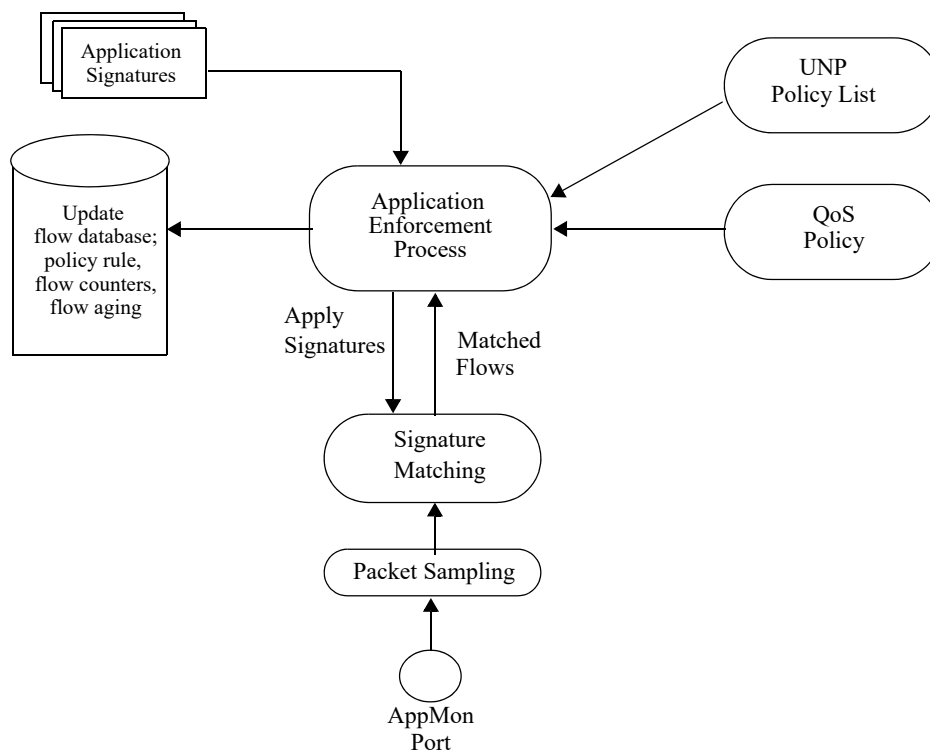 Application
Signatures
UNP
Policy List
Update
flow database;
policy rule,
flow counters,
flow aging
Application
Enforcement
Process
QoS
Policy
Apply
Signatures
Matched
Flows
Signature
Matching
Packet Sampling
AppMon
Port